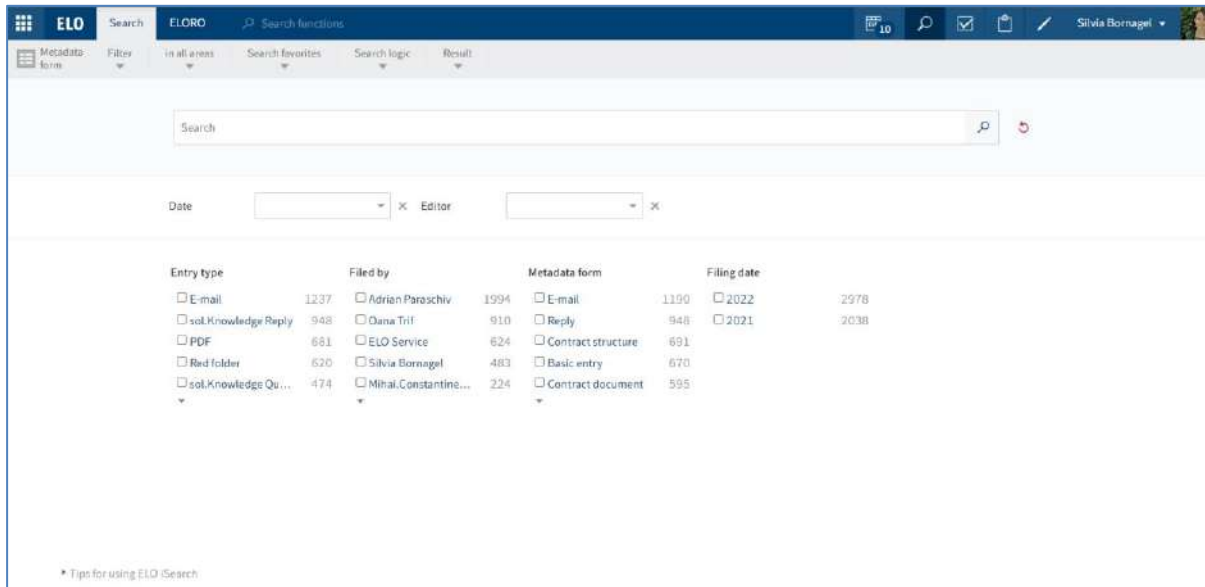 ELO Search ELORO Search functions 10 Silvia Bornagel
Metadata form Filter in all areas Search favorites Search logic Result
Search
Date Editor
Entry type Filed by Metadata form Filing date
E-mail 1237 Adrian Paraschiv 1994 E-mail 1190 2022 2978
sol.Knowledge Reply 948 Oana Trif 910 Reply 948 2021 2038
PDF 681 ELO Service 624 Contract structure 691
Red folder 620 Silvia Bornagel 483 Basic entry 670
sol.Knowledge Qu... 474 Mihai.Constantine... 224 Contract document 595
Tips for using ELO iSearch